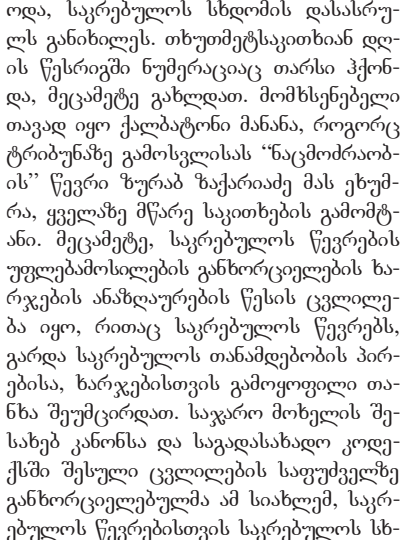 ოდა, საკრებულოს სხდომის დასასრუ-
ლს განიხილეს. თხუთმეტსაკითხიან დღ-
ის წესრიგში ნუმერაციაც თარსი ჰქონ-
და, მეცამეტე გახლდათ. მომხსენებელი
თავად იყო ქალბატონი მანანა, როგორც
ტრიბუნაზე გამოსვლისას “ნაცმოძრაობ-
ის” წევრი ზურაბ ზაქარიაძე მას ეხუმ-
რა, ყველაზე მწარე საკითხების გამომტ-
ანი. მეცამეტე, საკრებულოს წევრების
უფლებამოსილების განხორციელების ხა-
რჯების ანაზღაურების წესის ცვლილე-
ბა იყო, რითაც საკრებულოს წევრებს,
გარდა საკრებულოს თანამდებობის პირ-
ებისა, ხარჯებისთვის გამოყოფილი თა-
ნხა შეუმცირდათ. საჯარო მოხელის შე-
სახებ კანონსა და საგადასახადო კოდე-
ქსში შესული ცვლილების საფუძველზე
განხორციელებულმა ამ სიახლემ, საკრ-
ებულოს წევრებისთვის საკრებულოს სხ-